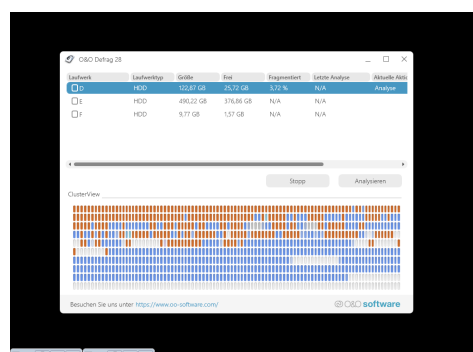 O&O Defrag 28
Laufwerk Laufwerktyp Größe Frei Fragmentiert Letzte Analyse Aktuelle Aktic
D HDD 122,87 GB 25,72 GB 3,72 % N/A Analyse
E HDD 490,22 GB 376,86 GB N/A N/A
F HDD 9,77 GB 1,57 GB N/A N/A
Stopp Analysieren
ClusterView
Besuchen Sie uns unter https://www.oo-software.com/ O&O software